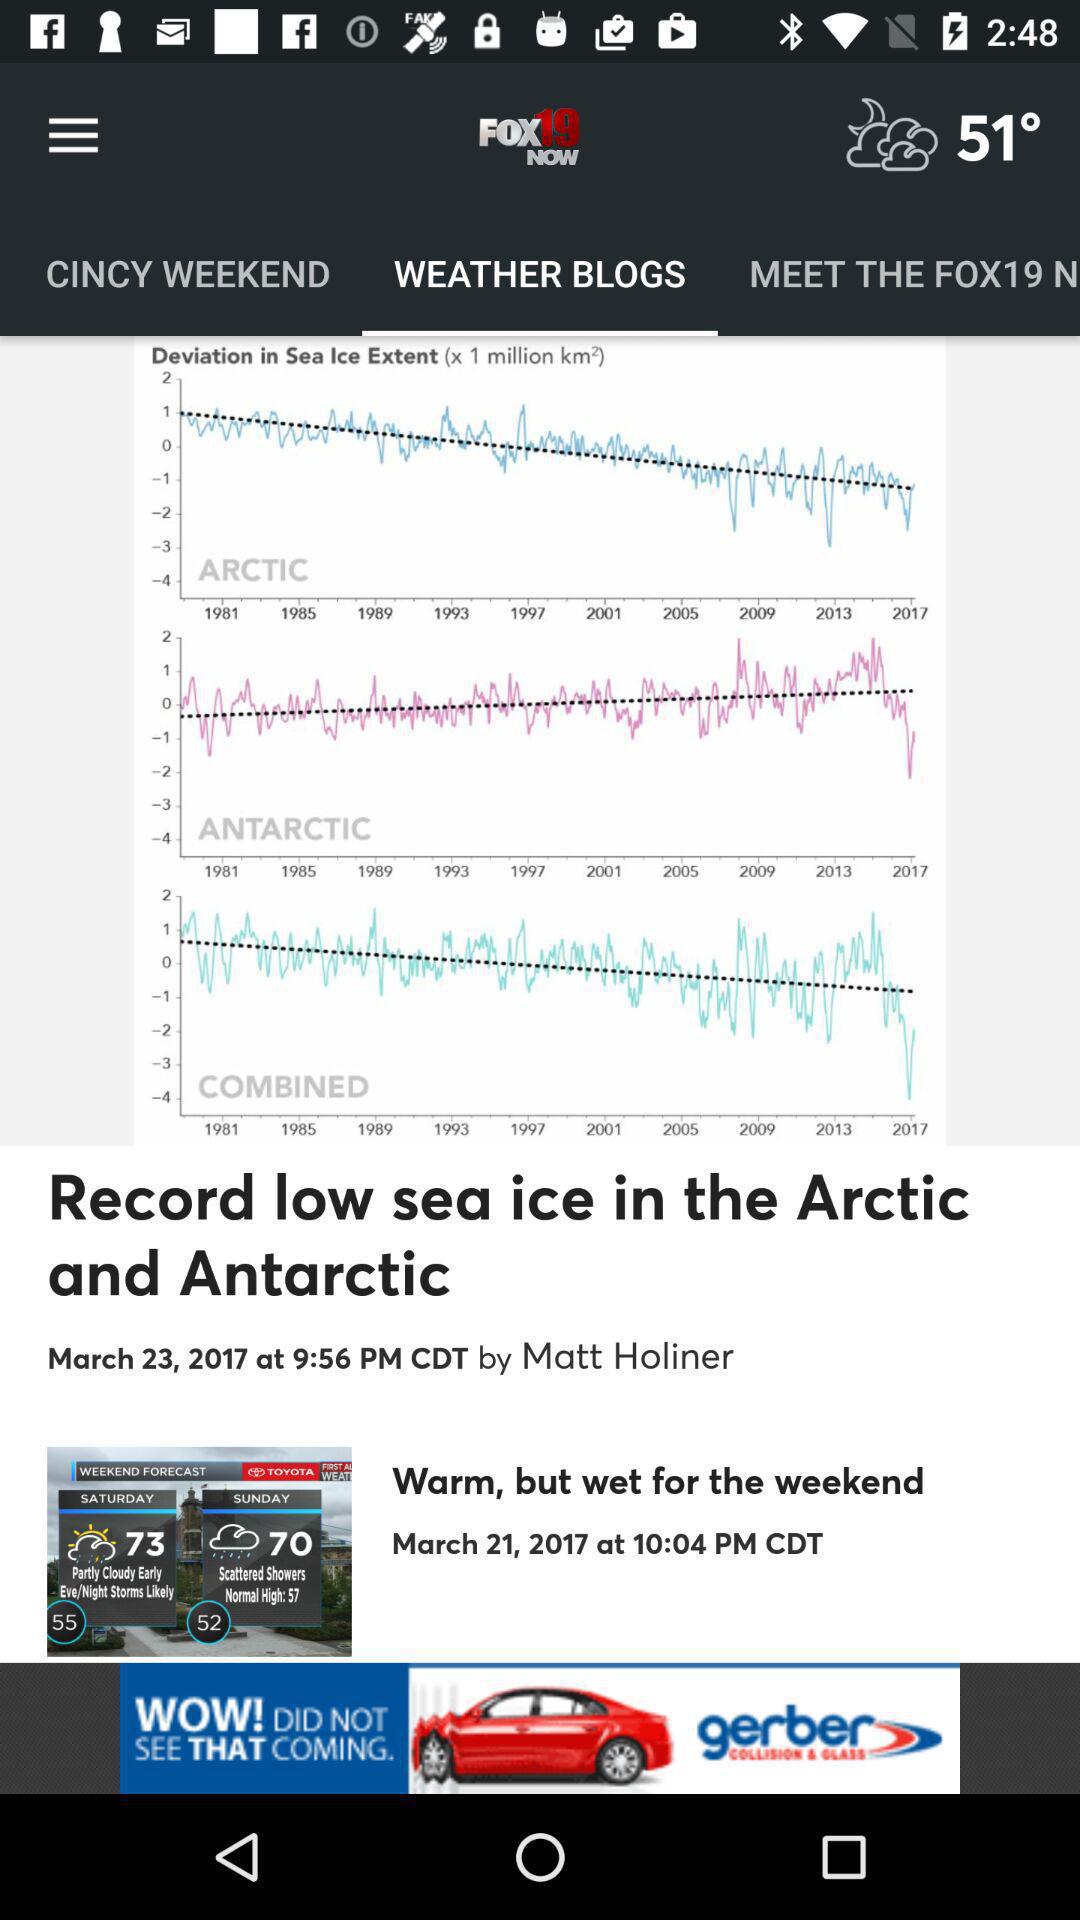 FAKE
2:48
FOX19
NOW
51°
CINCY WEEKEND WEATHER BLOGS MEET THE FOX19 N
Deviation in Sea Ice Extent (x 1 million km²)
2
1
0
−1
−2
−3
−4
ARCTIC
1981 1985 1989 1993 1997 2001 2005 2009 2013 2017
2
1
0
−1
−2
−3
−4
ANTARCTIC
1981 1985 1989 1993 1997 2001 2005 2009 2013 2017
2
1
0
−1
−2
−3
−4
COMBINED
1981 1985 1989 1993 1997 2001 2005 2009 2013 2017
Record low sea ice in the Arctic
and Antarctic
March 23, 2017 at 9:56 PM CDT by Matt Holiner
WEEKEND FORECAST TOYOTA FIRST AL
WEAT
SATURDAY SUNDAY
73 70
Partly Cloudy Early
Eve/Night Storms Likely
Scattered Showers
Normal High: 57
55 52
Warm, but wet for the weekend
March 21, 2017 at 10:04 PM CDT
WOW! DID NOT
SEE THAT COMING.
gerber
COLLISION & GLASS